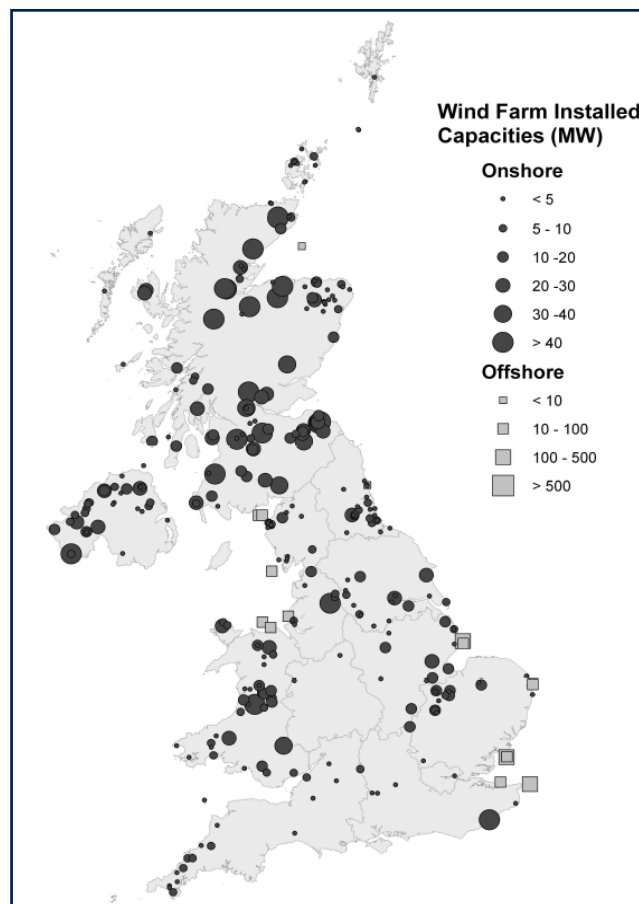 Wind Farm Installed
Capacities (MW)
Onshore
< 5
5 - 10
10 -20
20 -30
30 -40
> 40
Offshore
< 10
10 - 100
100 - 500
> 500